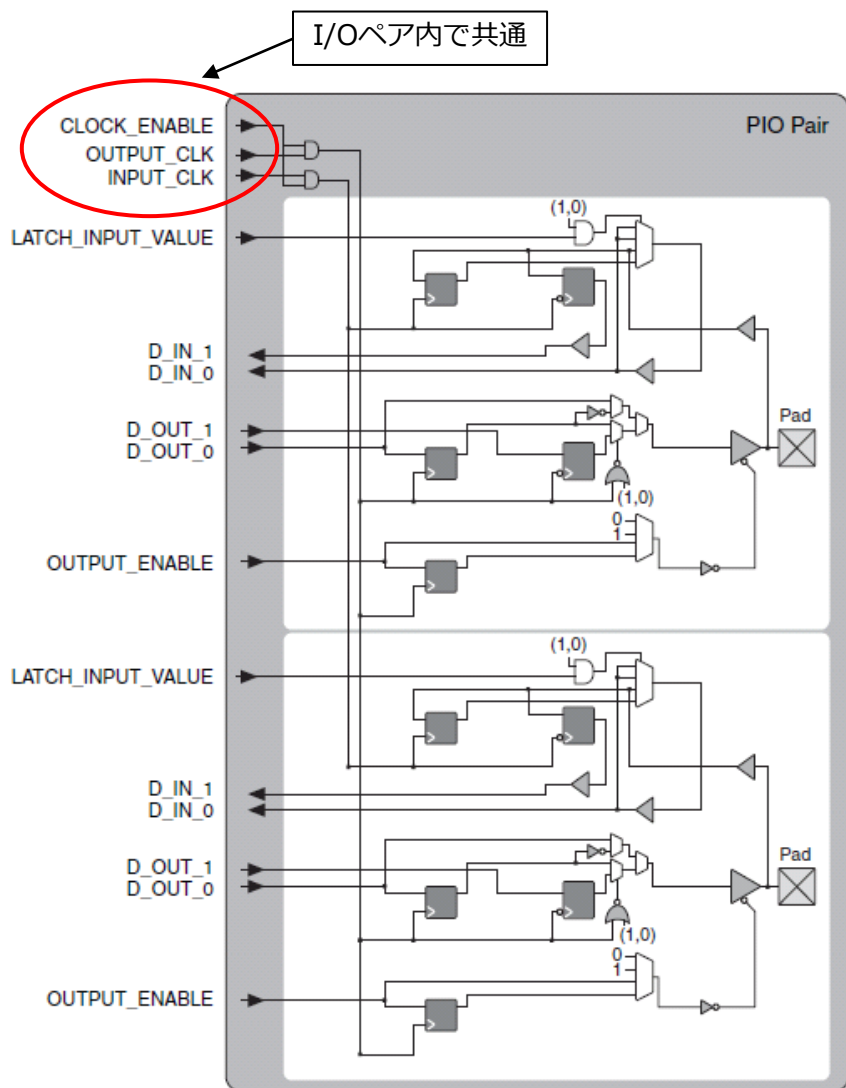 I/Oペア内で共通
PIO Pair
CLOCK_ENABLE
OUTPUT_CLK
INPUT_CLK
(1,0)
LATCH_INPUT_VALUE
D_IN_1
D_IN_0
Pad
D_OUT_1
D_OUT_0
(1,0)
0
1
OUTPUT_ENABLE
(1,0)
LATCH_INPUT_VALUE
D_IN_1
D_IN_0
Pad
D_OUT_1
D_OUT_0
(1,0)
0
1
OUTPUT_ENABLE